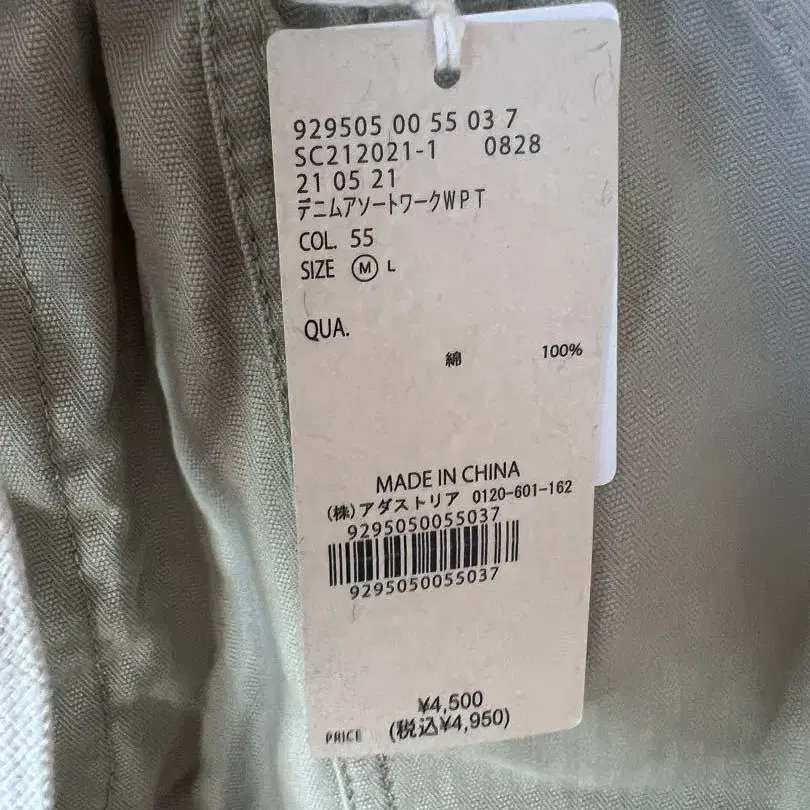 929505 00 55 03 7
SC212021-1 0828
21 05 21
デニムアソートワークWPT
COL. 55
SIZE Ⓜ L
QUA.
綿 100%
MADE IN CHINA
(株)アダストリア 0120-601-162
9295050055037
9295050055037
¥4,500
PRICE (税込¥4,950)